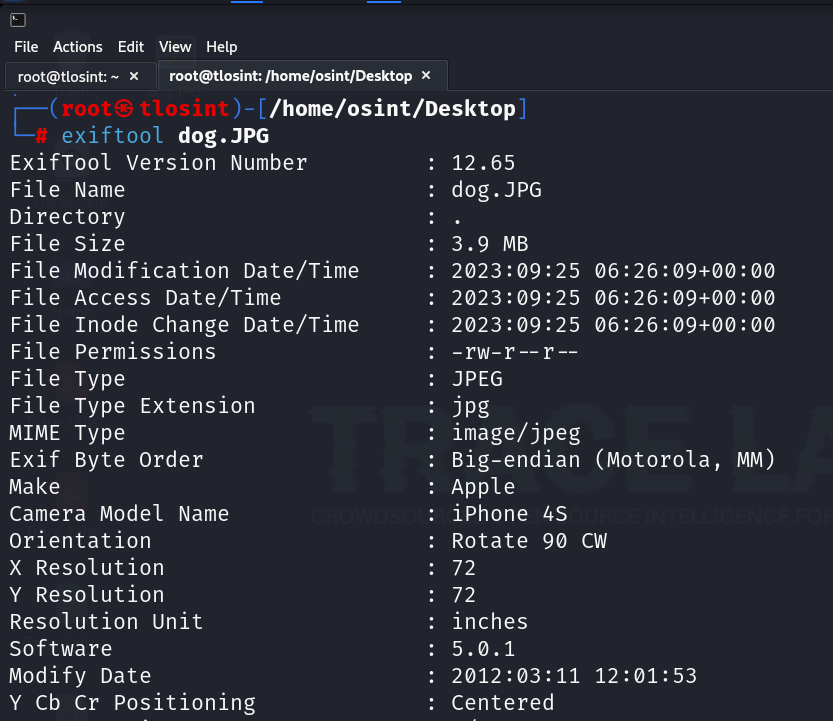 File Actions Edit View Help
root@tlosint: ~ × root@tlosint: /home/osint/Desktop ×
┌──(root㉿tlosint)-[/home/osint/Desktop]
└─# exiftool dog.JPG
ExifTool Version Number : 12.65
File Name : dog.JPG
Directory : .
File Size : 3.9 MB
File Modification Date/Time : 2023:09:25 06:26:09+00:00
File Access Date/Time : 2023:09:25 06:26:09+00:00
File Inode Change Date/Time : 2023:09:25 06:26:09+00:00
File Permissions : -rw-r--r--
File Type : JPEG
File Type Extension : jpg
MIME Type : image/jpeg
Exif Byte Order : Big-endian (Motorola, MM)
Make : Apple
Camera Model Name : iPhone 4S
Orientation : Rotate 90 CW
X Resolution : 72
Y Resolution : 72
Resolution Unit : inches
Software : 5.0.1
Modify Date : 2012:03:11 12:01:53
Y Cb Cr Positioning : Centered
TRACE LA
INTELLIGENCE FOR